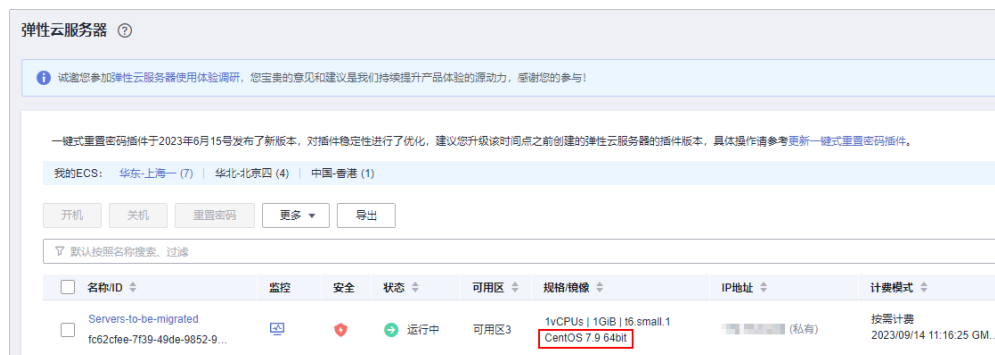 弹性云服务器 ?
诚邀您参加弹性云服务器使用体验调研，您宝贵的意见和建议是我们持续提升产品体验的源动力，感谢您的参与！
一键式重置密码插件于2023年6月15号发布了新版本，对插件稳定性进行了优化，建议您升级该时间点之前创建的弹性云服务器的插件版本，具体操作请参考更新一键式重置密码插件。
我的ECS： 华东-上海一 (7) 华北-北京四 (4) 中国-香港 (1)
开机 关机 重置密码 更多 导出
默认按照名称搜索、过滤
名称/ID 监控 安全 状态 可用区 规格/镜像 IP地址 计费模式
Servers-to-be-migrated
fc62cfee-7f39-49de-9852-9...
运行中 可用区3
1vCPUs | 1GiB | t6.small.1
CentOS 7.9 64bit
(私有)
按需计费
2023/09/14 11:16:25 GM...